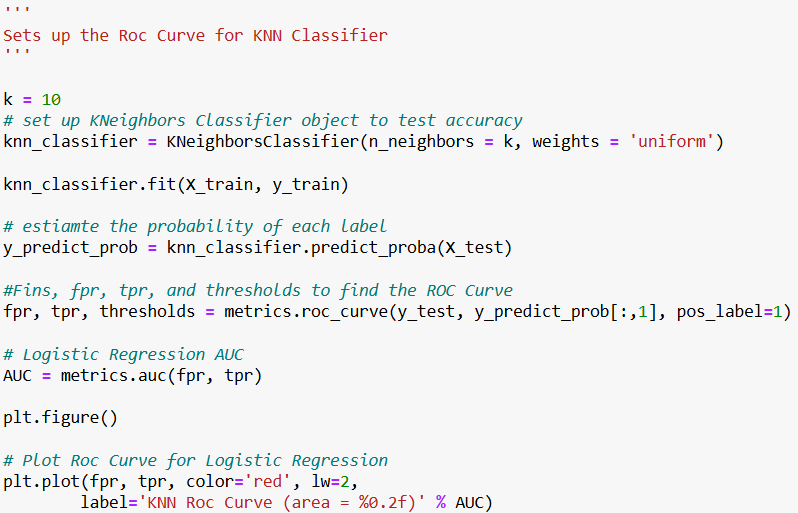 '''
Sets up the Roc Curve for KNN Classifier
'''
k = 10
# set up KNeighbors Classifier object to test accuracy
knn_classifier = KNeighborsClassifier(n_neighbors = k, weights = 'uniform')
knn_classifier.fit(X_train, y_train)
# estiamte the probability of each label
y_predict_prob = knn_classifier.predict_proba(X_test)
#Fins, fpr, tpr, and thresholds to find the ROC Curve
fpr, tpr, thresholds = metrics.roc_curve(y_test, y_predict_prob[:,1], pos_label=1)
# Logistic Regression AUC
AUC = metrics.auc(fpr, tpr)
plt.figure()
# Plot Roc Curve for Logistic Regression
plt.plot(fpr, tpr, color='red', lw=2,
        label='KNN Roc Curve (area = %0.2f)' % AUC)